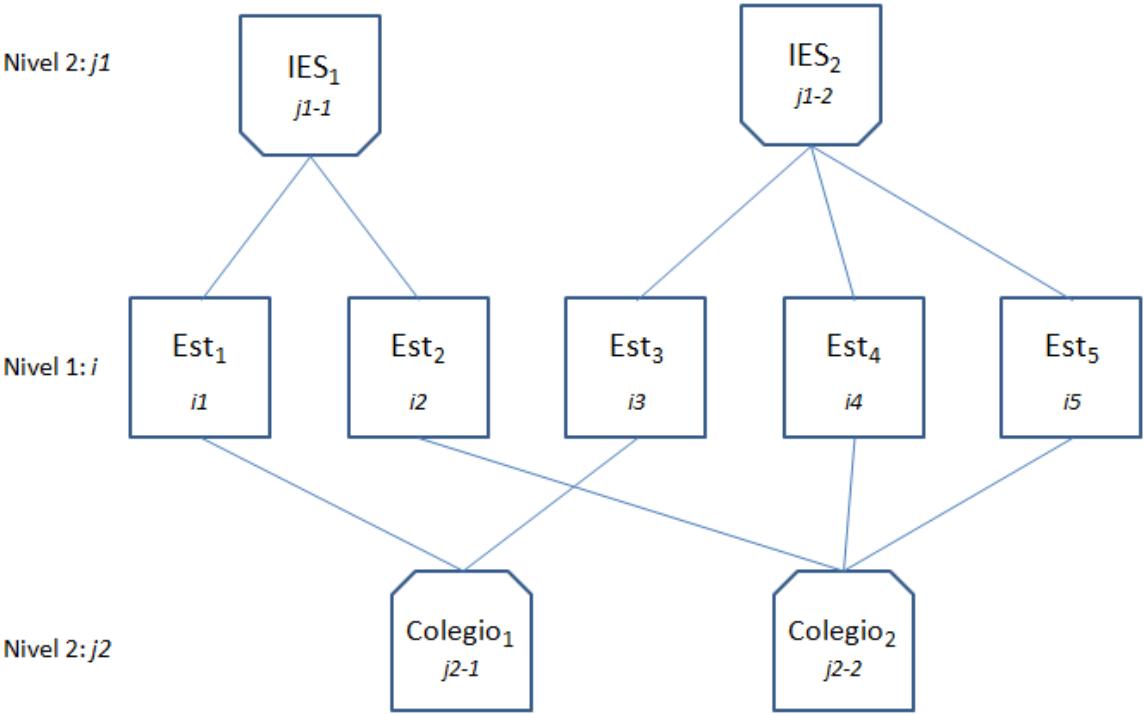 Nivel 2: j1
IES₁
j1-1
IES₂
j1-2
Nivel 1: i
Est₁
i1
Est₂
i2
Est₃
i3
Est₄
i4
Est₅
i5
Nivel 2: j2
Colegio₁
j2-1
Colegio₂
j2-2